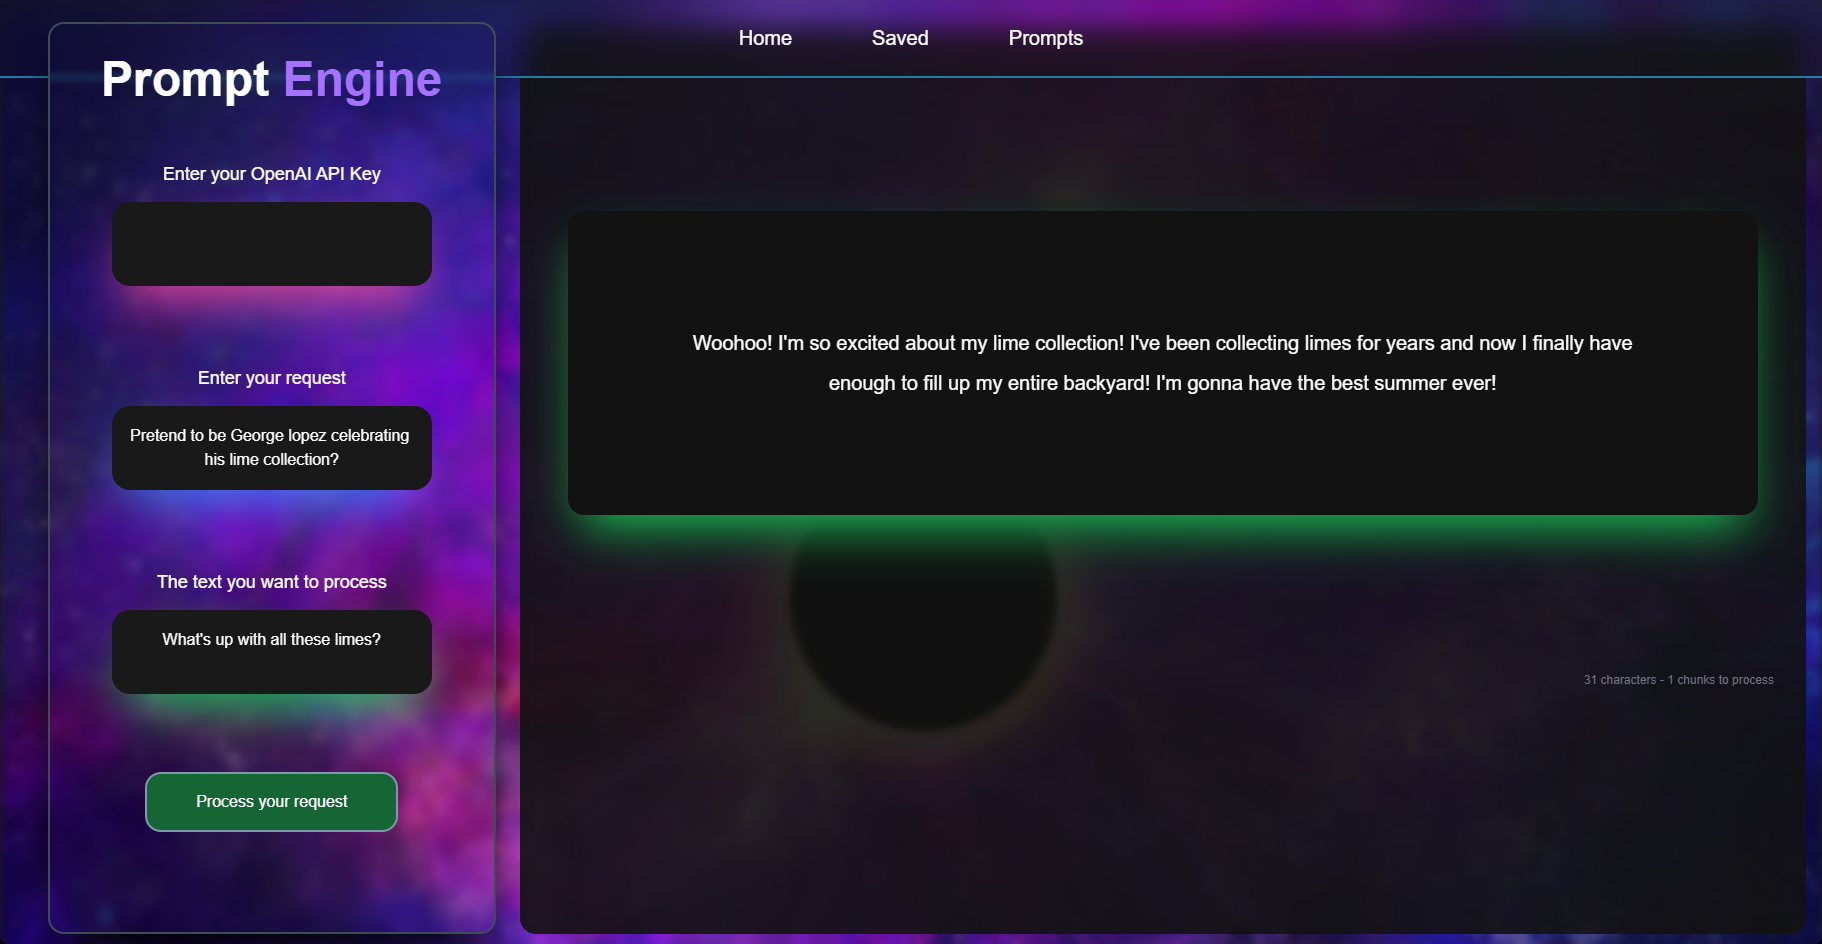 Home
Saved
Prompts
Prompt Engine
Enter your OpenAI API Key
Enter your request
Pretend to be George lopez celebrating
his lime collection?
The text you want to process
What's up with all these limes?
Process your request
Woohoo! I'm so excited about my lime collection! I've been collecting limes for years and now I finally have
enough to fill up my entire backyard! I'm gonna have the best summer ever!
31 characters - 1 chunks to process